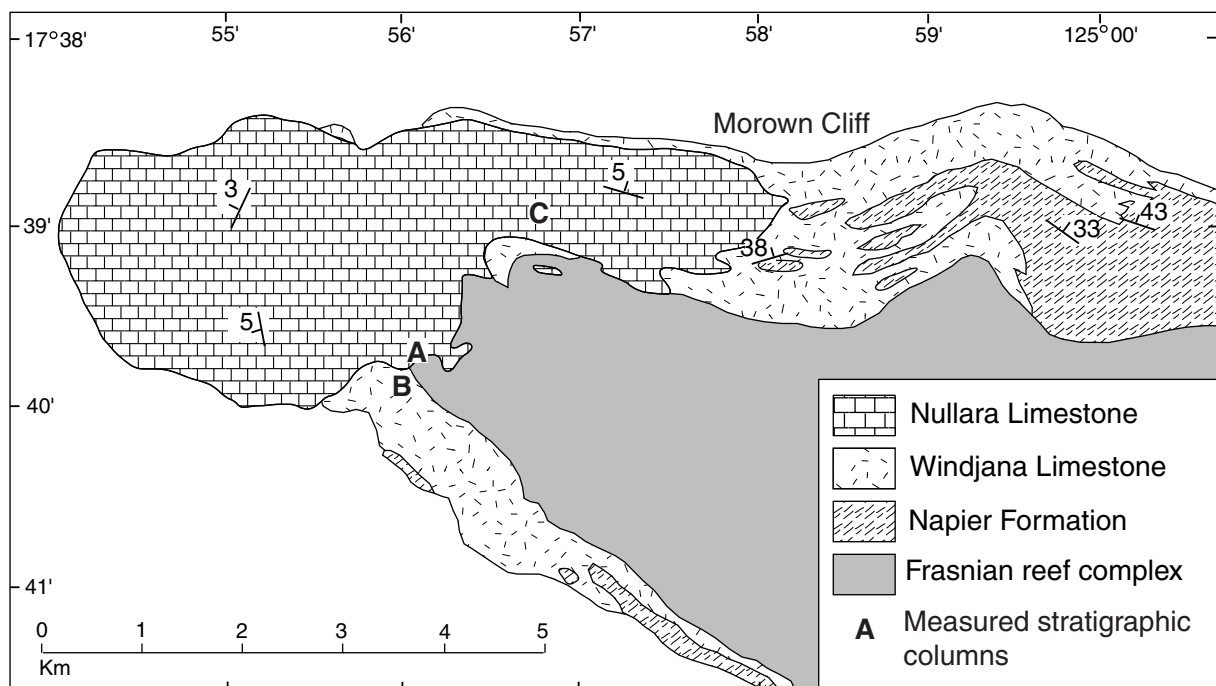 17°38' 55' 56' 57' 58' 59' 125°00'
Morown Cliff
5
3
C
39'
43
33
38
5
A
B
40'
Nullara Limestone
Windjana Limestone
Napier Formation
Frasnian reef complex
41'
A Measured stratigraphic
columns
0 1 2 3 4 5
Km